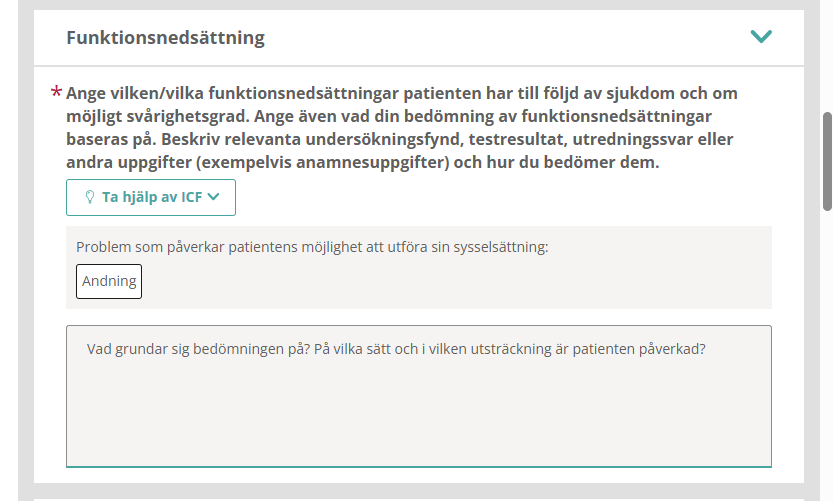 Funktionsnedsättning
* Ange vilken/vilka funktionsnedsättningar patienten har till följd av sjukdom och om
möjligt svårighetsgrad. Ange även vad din bedömning av funktionsnedsättningar
baseras på. Beskriv relevanta undersökningsfynd, testresultat, utredningssvar eller
andra uppgifter (exempelvis anamnesuppgifter) och hur du bedömer dem.
Ta hjälp av ICF
Problem som påverkar patientens möjlighet att utföra sin sysselsättning:
Andning
Vad grundar sig bedömningen på? På vilka sätt och i vilken utsträckning är patienten påverkad?